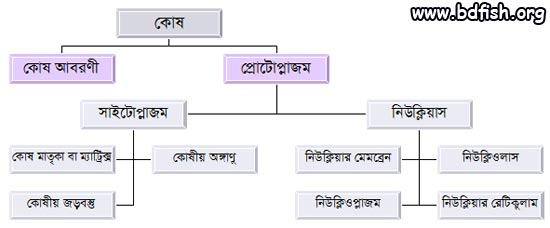 www.bdfish.org
কোষ
কোষ আবরণী
প্রোটোপ্লাজম
সাইটোপ্লাজম
নিউক্লিয়াস
কোষ মাতৃকা বা ম্যাট্রিক্স
কোষীয় অঙ্গাণু
নিউক্লিয়ার মেমব্রেন
নিউক্লিওলাস
কোষীয় জড়বস্তু
নিউক্লিওপ্লাজম
নিউক্লিয়ার রেটিকুলাম